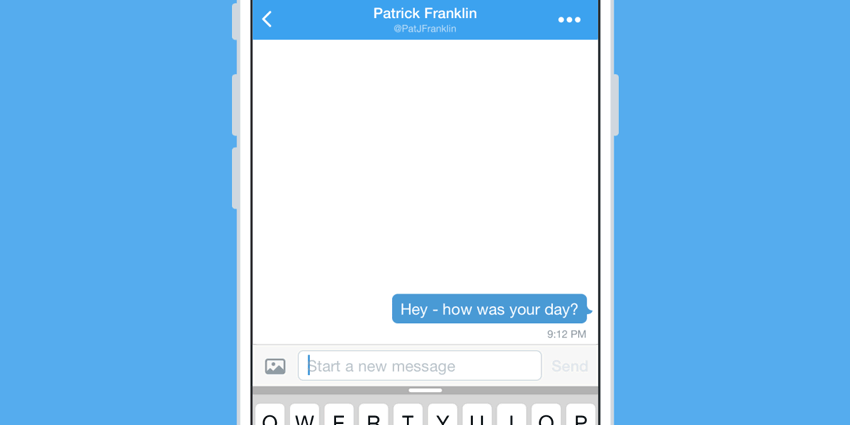 Patrick Franklin
@PatJFranklin
Hey - how was your day?
9:12 PM
Start a new message
Send
Q W E R T Y U I O P